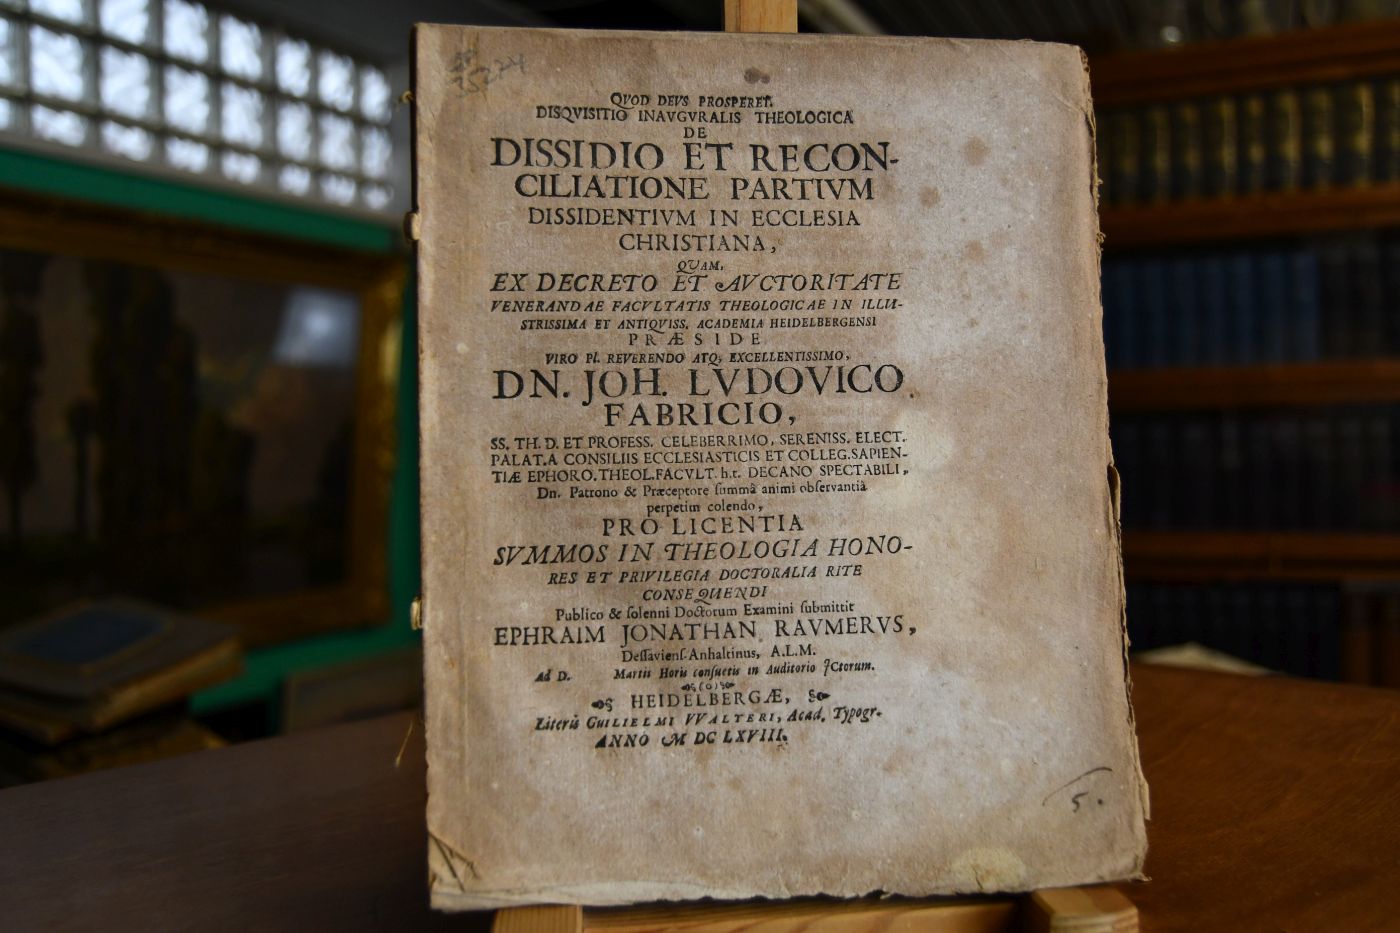 35224
QVOD DEVS PROSPERET.
DISQVISITIO INAVGVRALIS THEOLOGICA
DE
DISSIDIO ET RECON-
CILIATIONE PARTIVM
DISSIDENTIVM IN ECCLESIA
CHRISTIANA,
QUAM,
EX DECRETO ET AVCTORITATE
VENERANDAE FACVLTATIS THEOLOGICAE IN ILLU-
STRISSIMA ET ANTIQVISS. ACADEMIA HEIDELBERGENSI
PRÆSIDE
VIRO Pl. REVERENDO ATQ; EXCELLENTISSIMO,
DN. JOH. LVDOVICO
FABRICIO,
SS. TH. D. ET PROFESS. CELEBERRIMO, SERENISS. ELECT.
PALAT. A CONSILIIS ECCLESIASTICIS ET COLLEG. SAPIEN-
TIÆ EPHORO. THEOL. FACVLT. h. t. DECANO SPECTABILI,
Dn. Patrono & Præceptore ſummâ animi obſervantiâ
perpetim colendo,
PRO LICENTIA
SVMMOS IN THEOLOGIA HONO-
RES ET PRIVILEGIA DOCTORALIA RITE
CONSEQUENDI
Publico & ſolenni Doctorum Examini ſubmittit
EPHRAIM JONATHAN RAVMERVS,
Deſſavienſ-Anhaltinus, A.L.M.
Ad D. Martii Horis conſuetis in Auditorio JCtorum.
HEIDELBERGÆ,
Literis GUILIELMI VVALTERI, Acad. Typogr.
ANNO M DC LXVIII.
5.